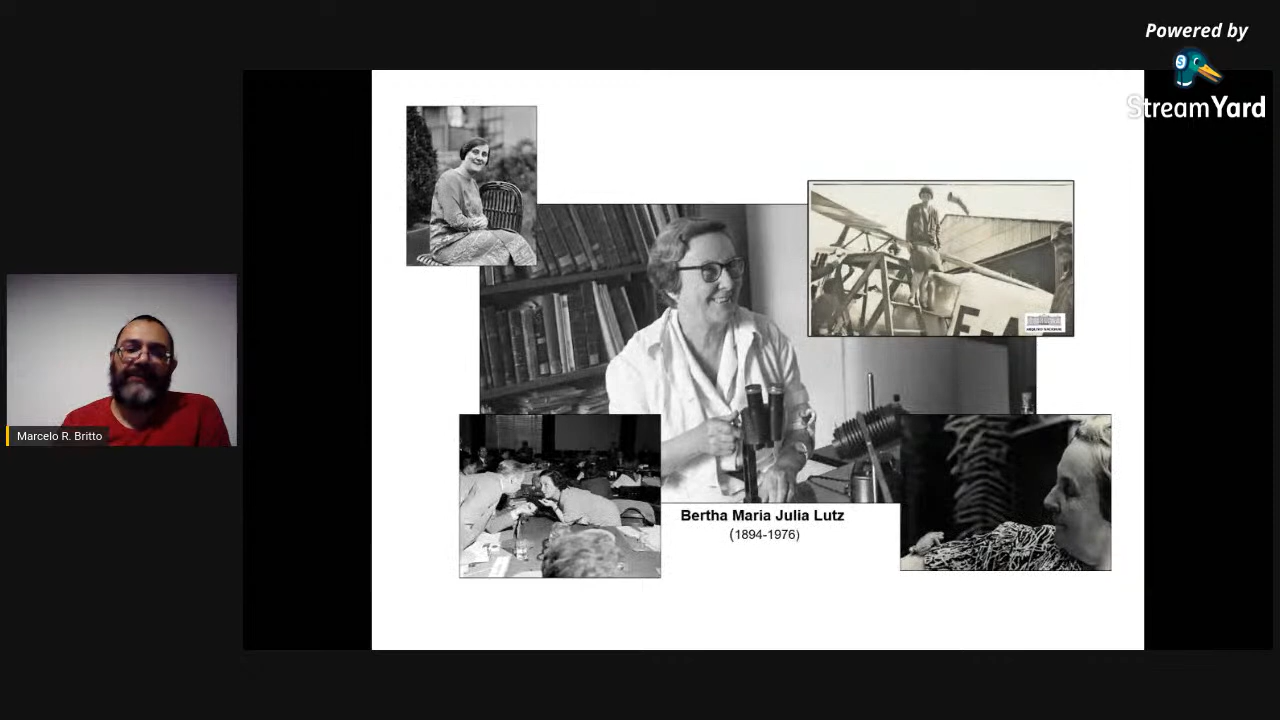 Powered by
StreamYard
E-A
Marcelo R. Britto
Bertha Maria Julia Lutz
(1894-1976)